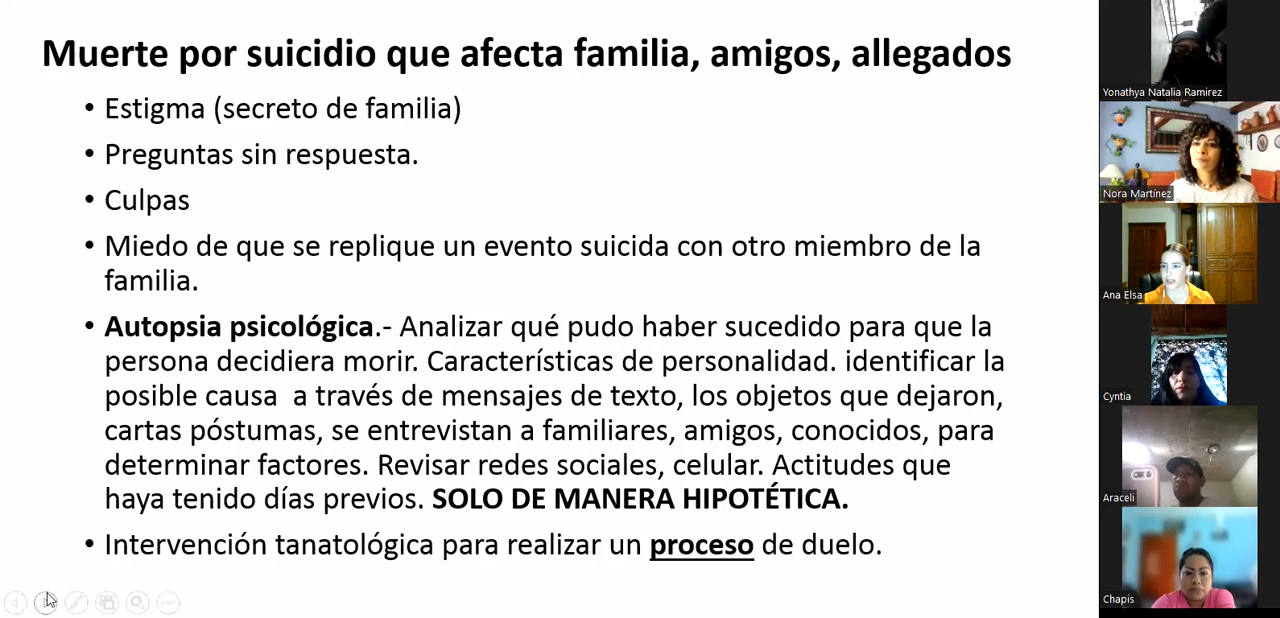 Muerte por suicidio que afecta familia, amigos, allegados
• Estigma (secreto de familia)
• Preguntas sin respuesta.
• Culpas
• Miedo de que se replique un evento suicida con otro miembro de la
familia.
• Autopsia psicológica.- Analizar qué pudo haber sucedido para que la
persona decidiera morir. Características de personalidad. identificar la
posible causa  a través de mensajes de texto, los objetos que dejaron,
cartas póstumas, se entrevistan a familiares, amigos, conocidos, para
determinar factores. Revisar redes sociales, celular. Actitudes que
haya tenido días previos. SOLO DE MANERA HIPOTÉTICA.
• Intervención tanatológica para realizar un proceso de duelo.
Yonathya Natalia Ramirez
Nora Martínez
Ana Elsa
Cyntia
Araceli
Chapis